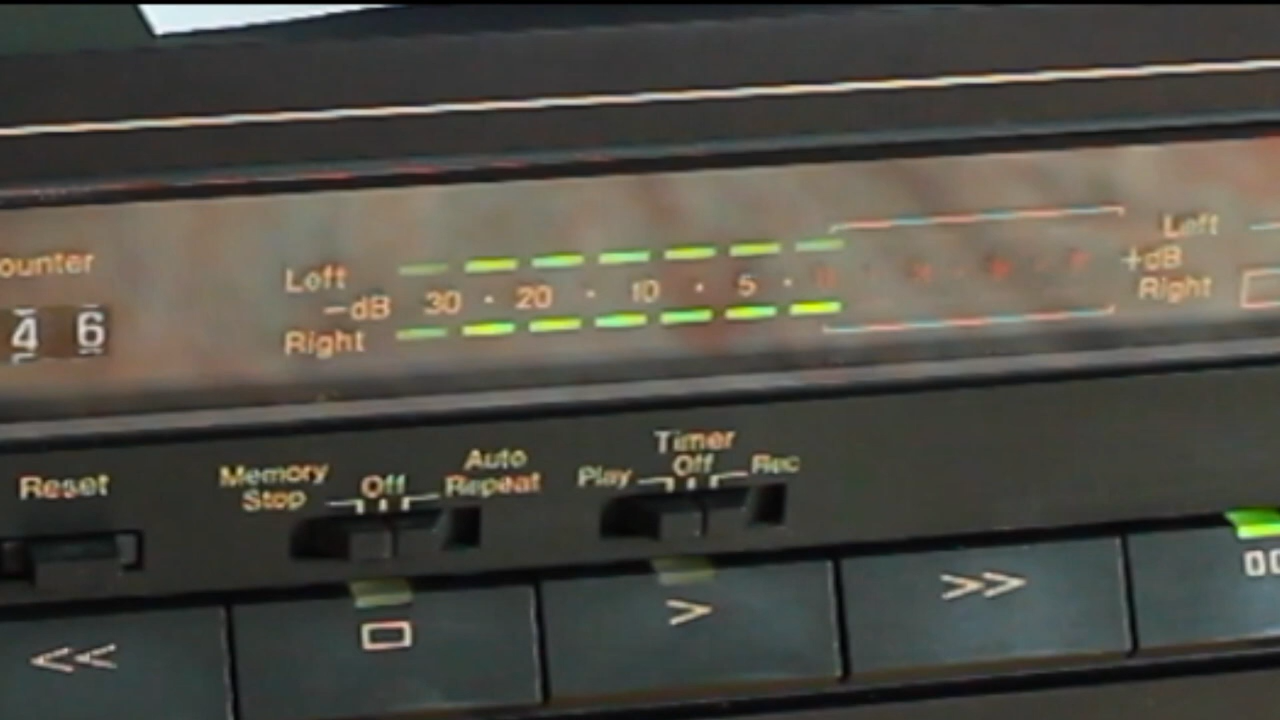 ounter
4 6
Left
-dB 30 · 20 · 10 · 5 · 0
Right
Left
+dB
Right
Reset
Memory Stop
Off
Auto Repeat
Timer
Play Off Rec
<<
>
>>